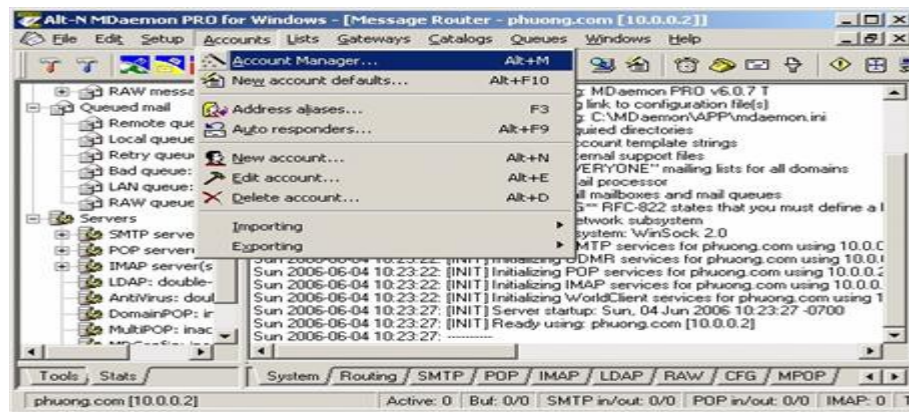 Alt-N MDaemon PRO for Windows - [Message Router - phuong.com [10.0.0.2]]
File Edit Setup Accounts Lists Gateways Catalogs Queues Windows Help
Account Manager... Alt+M
New account defaults... Alt+F10
Address aliases... F3
Auto responders... Alt+F9
New account... Alt+N
Edit account... Alt+E
Delete account... Alt+D
Importing
Exporting
RAW messa
Queued mail
Remote que
Local queue
Retry queu
Bad queue:
LAN queue:
RAW queue
Servers
SMTP serve
POP server
IMAP server(s
LDAP: double-
AntiVirus: doul
DomainPOP: ir
MultiPOP: inac
: MDaemon PRO v6.0.7 T
link to configuration file(s)
: C:\MDaemon\APP\mdaemon.ini
quired directories
ccount template strings
ernal support files
VERYONE" mailing lists for all domains
ail processor
ll mailboxes and mail queues
** RFC-822 states that you must define a l
etwork subsystem
system: WinSock 2.0
MTP services for phuong.com using 10.0.0
DMR services for phuong.com using 10.0.
Sun 2006-06-04 10:23:22: [INIT] Initializing POP services for phuong.com using 10.0.0.2
Sun 2006-06-04 10:23:22: [INIT] Initializing IMAP services for phuong.com using 10.0.0.
Sun 2006-06-04 10:23:22: [INIT] Initializing WorldClient services for phuong.com using 1
Sun 2006-06-04 10:23:27: [INIT] Server startup: Sun, 04 Jun 2006 10:23:27 -0700
Sun 2006-06-04 10:23:27: [INIT] Ready using: phuong.com [10.0.0.2]
Sun 2006-06-04 10:23:27: ----------
Tools Stats
System Routing SMTP POP IMAP LDAP RAW CFG MPOP
phuong.com [10.0.0.2] Active: 0 Buf: 0/0 SMTP in/out: 0/0 POP in/out: 0/0 IMAP: 0